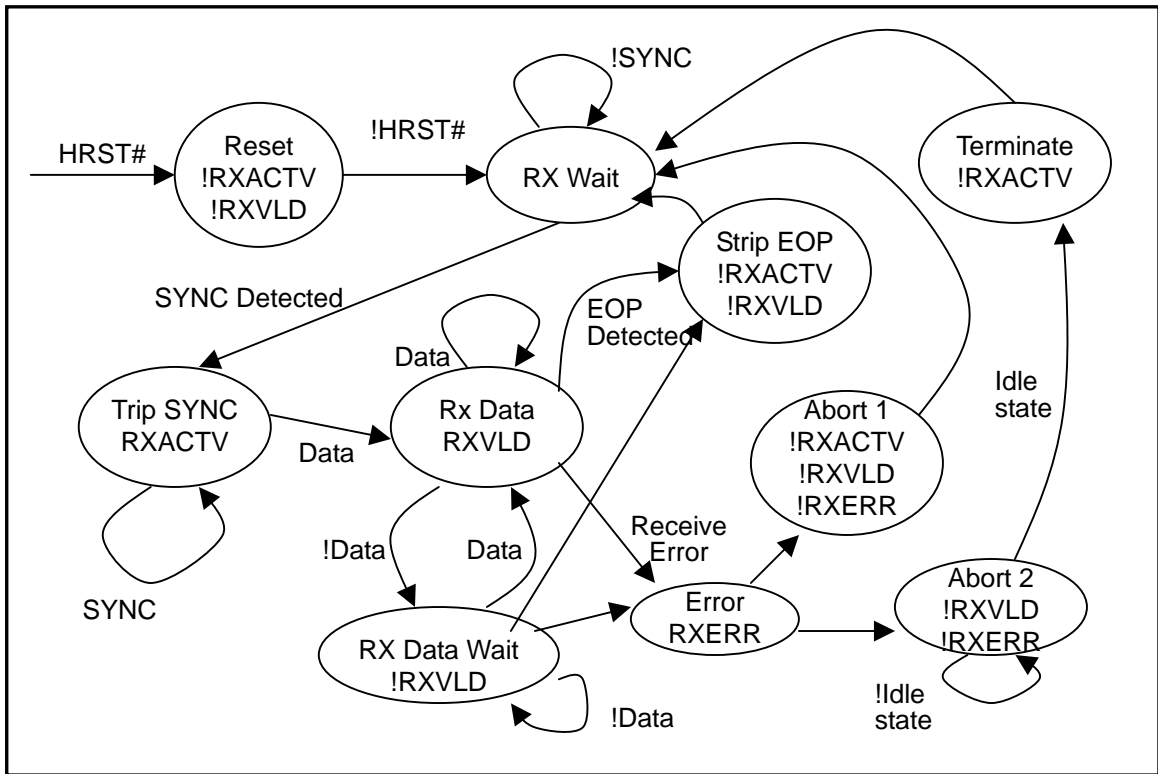 !SYNC
HRST#
Reset
!RXACTV
!RXVLD
!HRST#
RX Wait
Terminate
!RXACTV
Strip EOP
!RXACTV
!RXVLD
SYNC Detected
EOP
Detected
Data
Trip SYNC
RXACTV
Data
Rx Data
RXVLD
Idle
state
Abort 1
!RXACTV
!RXVLD
!RXERR
!Data
Data
Receive
Error
SYNC
RX Data Wait
!RXVLD
Error
RXERR
Abort 2
!RXVLD
!RXERR
!Data
!Idle
state